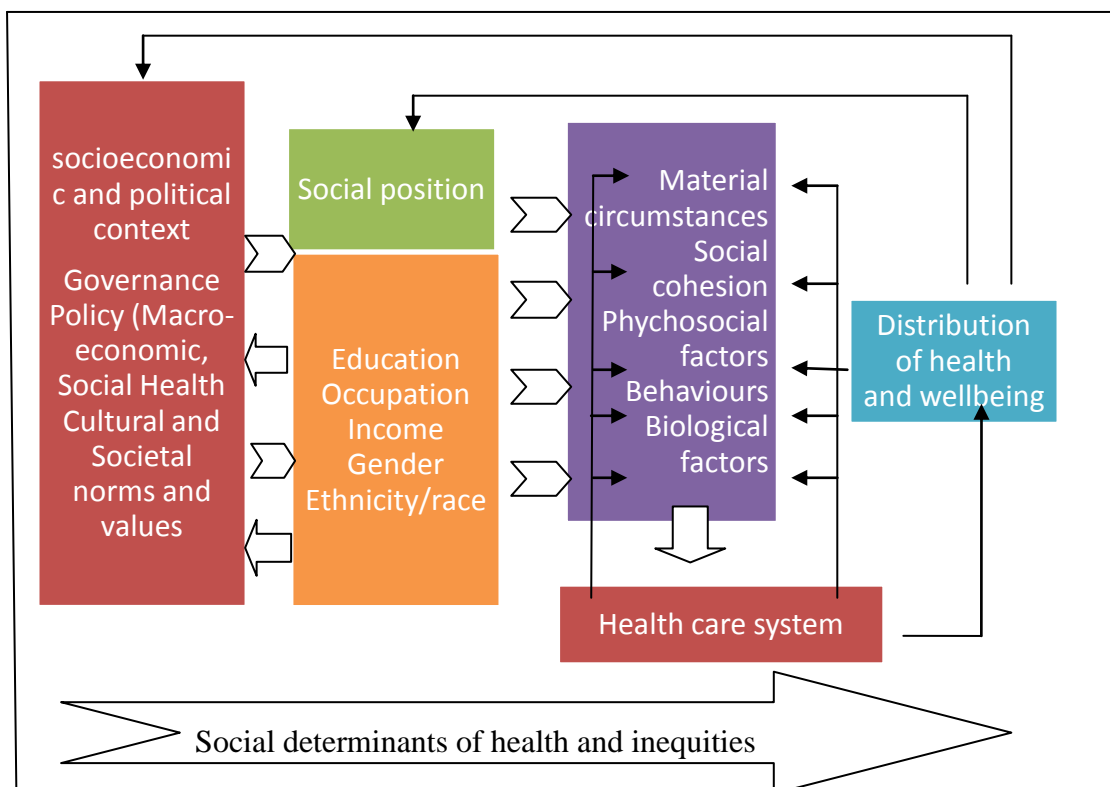 socioeconomi
c and political
context
Governance
Policy (Macro-
economic,
Social Health
Cultural and
Societal
norms and
values
Social position
Education
Occupation
Income
Gender
Ethnicity/race
Material
circumstances
Social
cohesion
Phychosocial
factors
Behaviours
Biological
factors
Distribution
of health
and wellbeing
Health care system
Social determinants of health and inequities